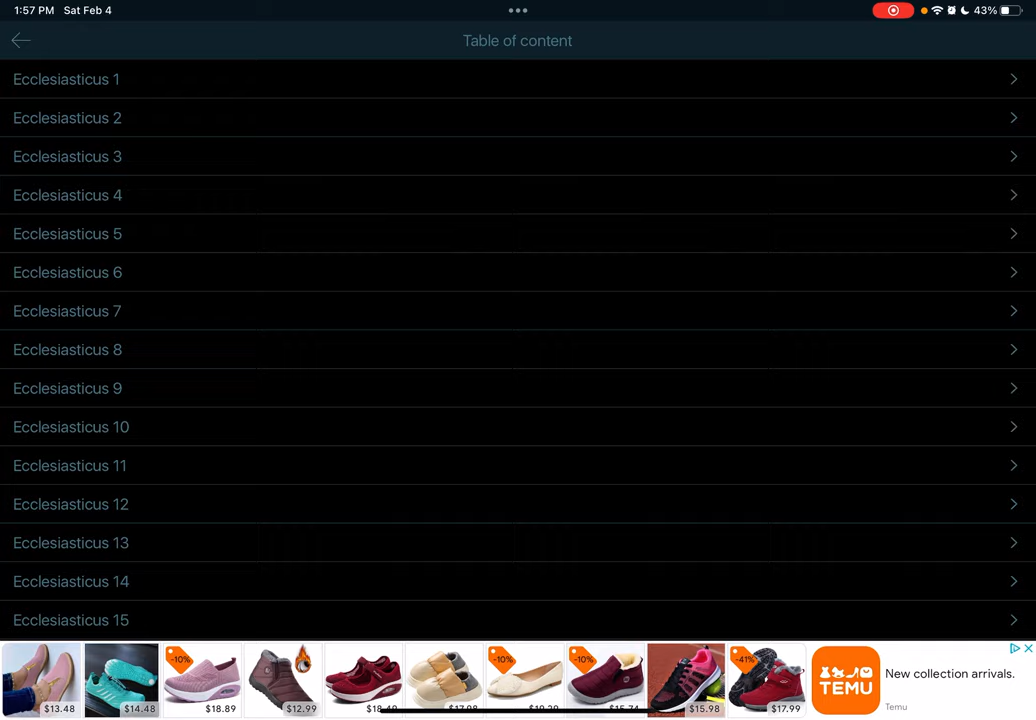 1:57 PM Sat Feb 4
43%
Table of content
Ecclesiasticus 1
Ecclesiasticus 2
Ecclesiasticus 3
Ecclesiasticus 4
Ecclesiasticus 5
Ecclesiasticus 6
Ecclesiasticus 7
Ecclesiasticus 8
Ecclesiasticus 9
Ecclesiasticus 10
Ecclesiasticus 11
Ecclesiasticus 12
Ecclesiasticus 13
Ecclesiasticus 14
Ecclesiasticus 15
-10% -10% -10% -41%
$13.48 $14.48 $18.89 $12.99 $15.98 $17.99
TEMU
New collection arrivals.
Temu